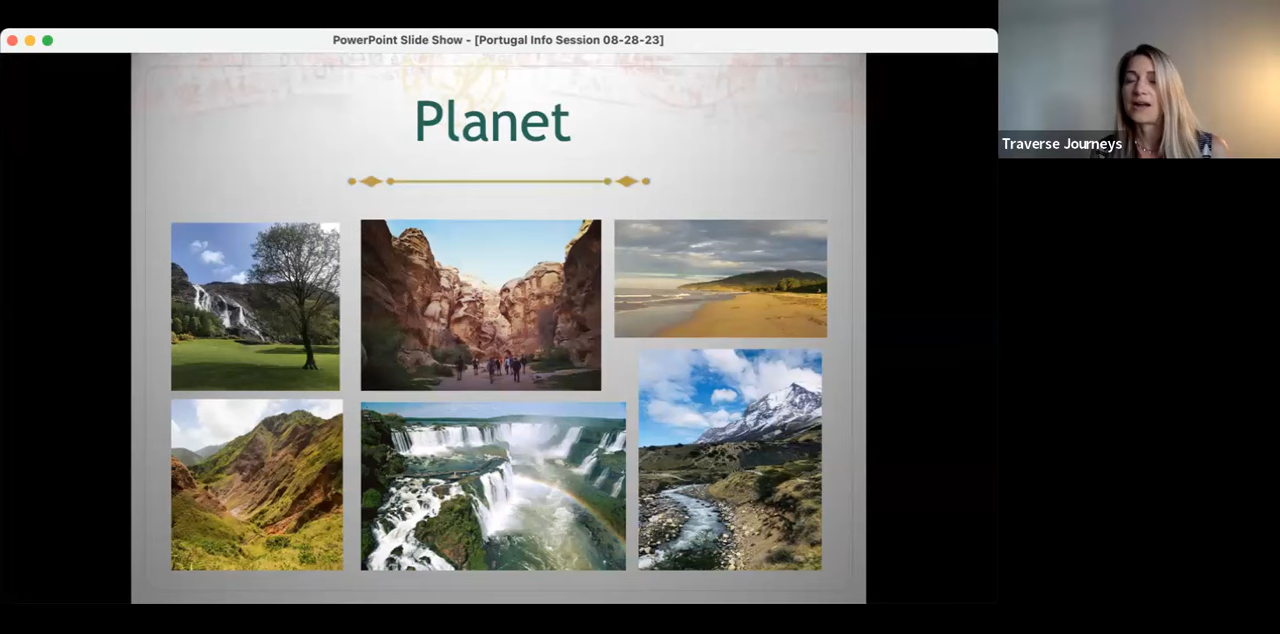 PowerPoint Slide Show - [Portugal Info Session 08-28-23]
Planet
Traverse Journeys